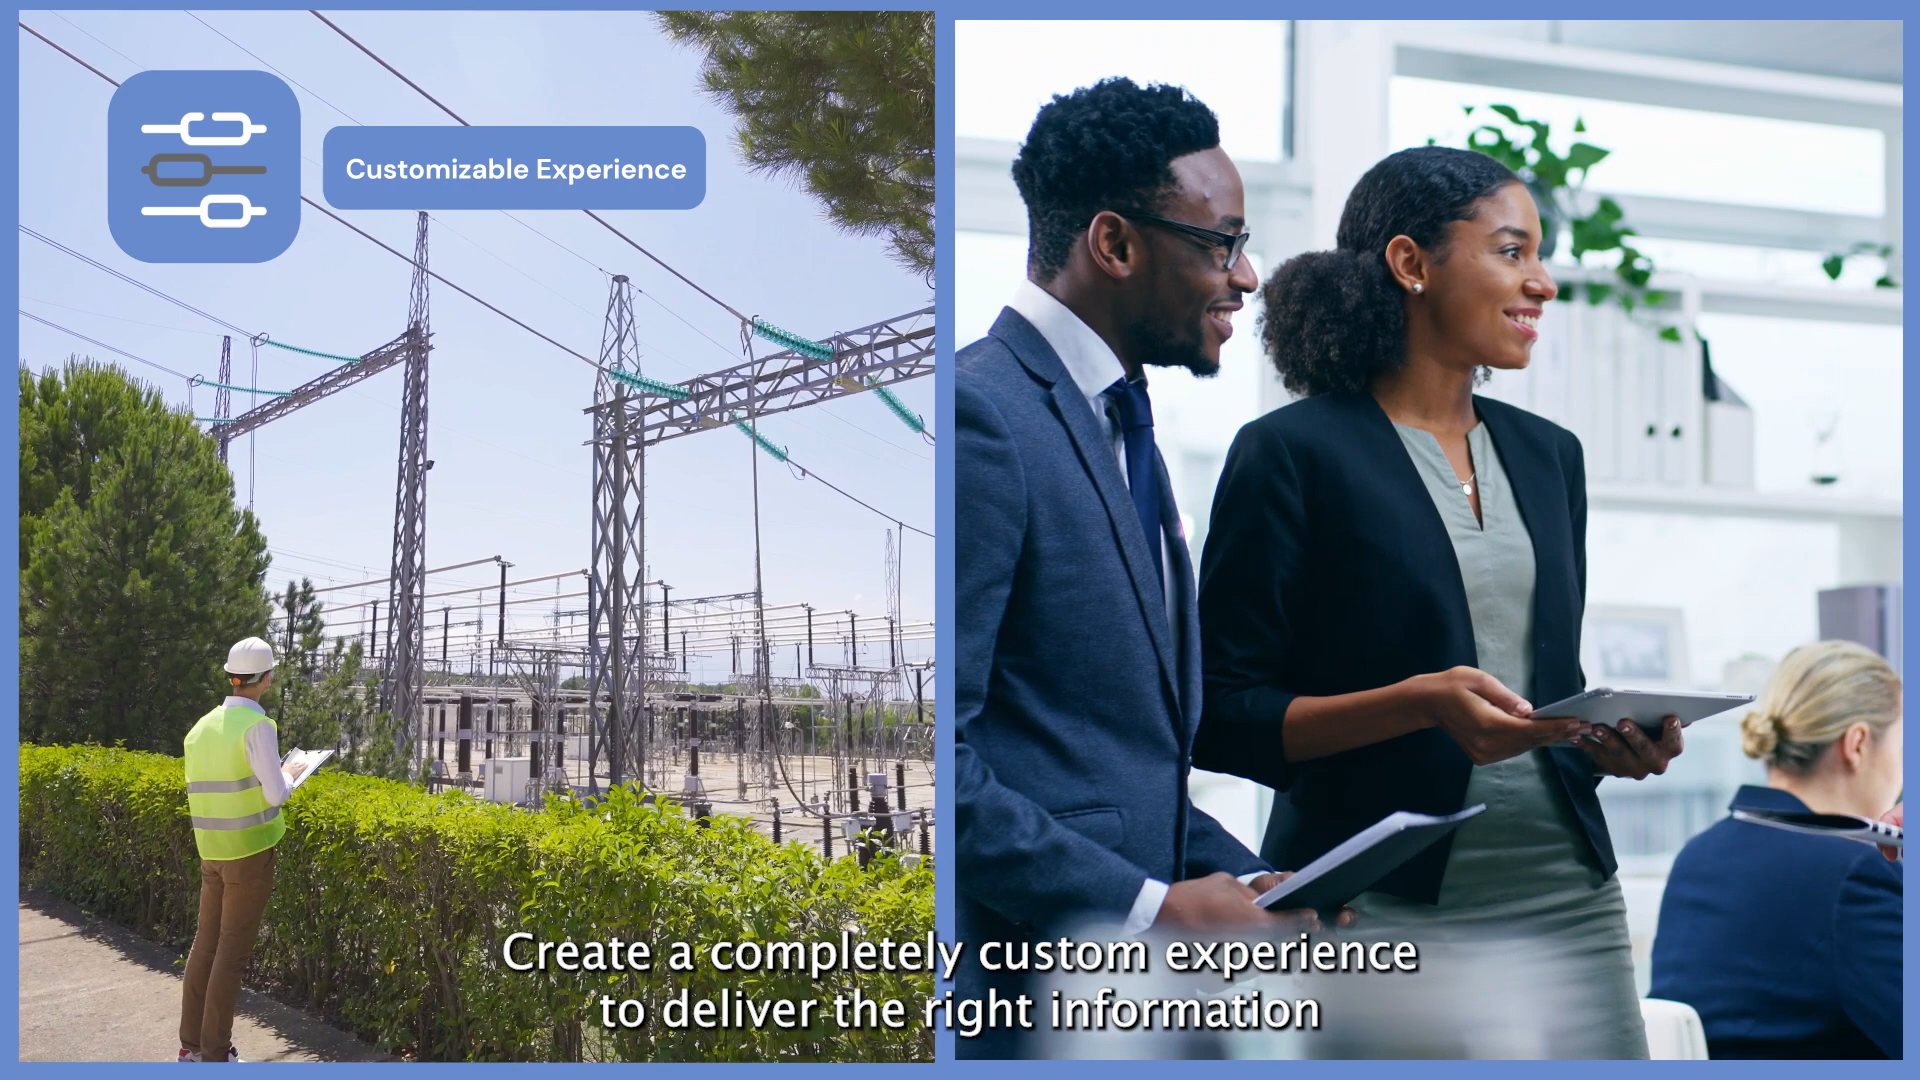 Customizable Experience
Create a completely custom experience
to deliver the right information